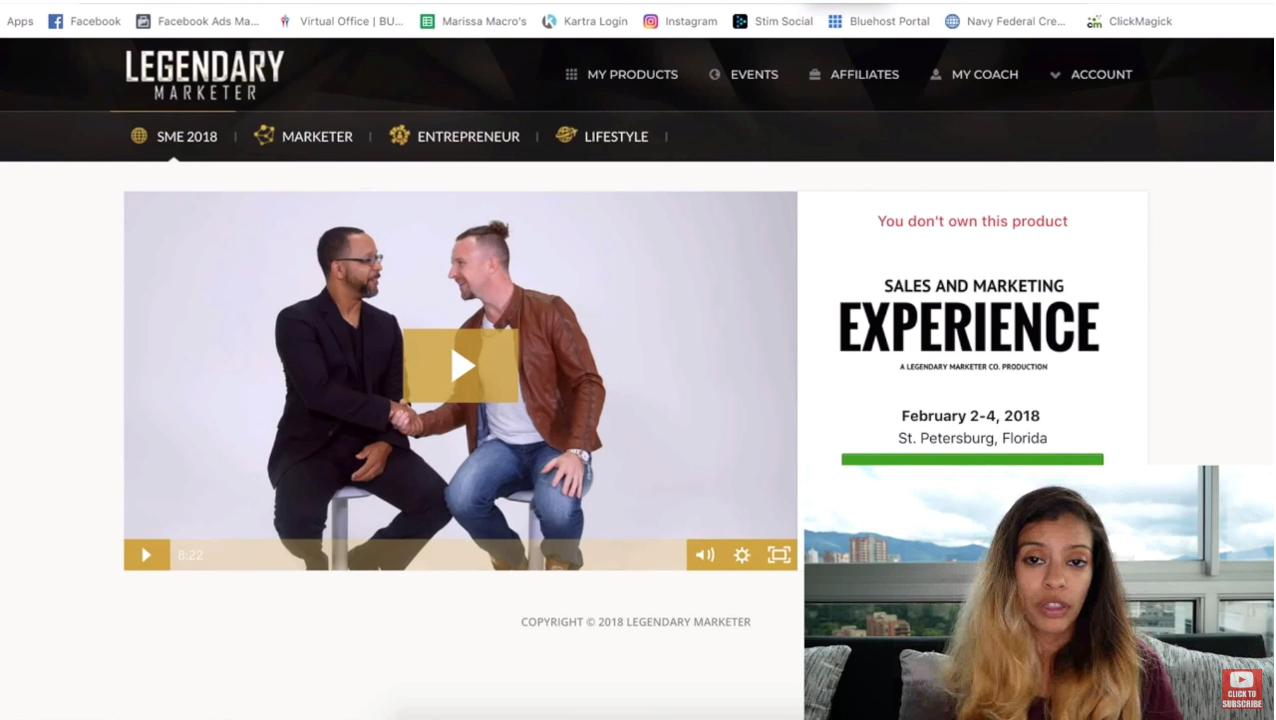 Apps Facebook Facebook Ads Ma... Virtual Office | BU... Marissa Macro's Kartra Login Instagram Stim Social Bluehost Portal Navy Federal Cre... ClickMagick
LEGENDARY
MARKETER
MY PRODUCTS EVENTS AFFILIATES MY COACH ACCOUNT
SME 2018 | MARKETER | ENTREPRENEUR | LIFESTYLE |
You don't own this product
SALES AND MARKETING
EXPERIENCE
A LEGENDARY MARKETER CO. PRODUCTION
February 2-4, 2018
St. Petersburg, Florida
8:22
COPYRIGHT © 2018 LEGENDARY MARKETER
cm
CLICK TO
SUBSCRIBE